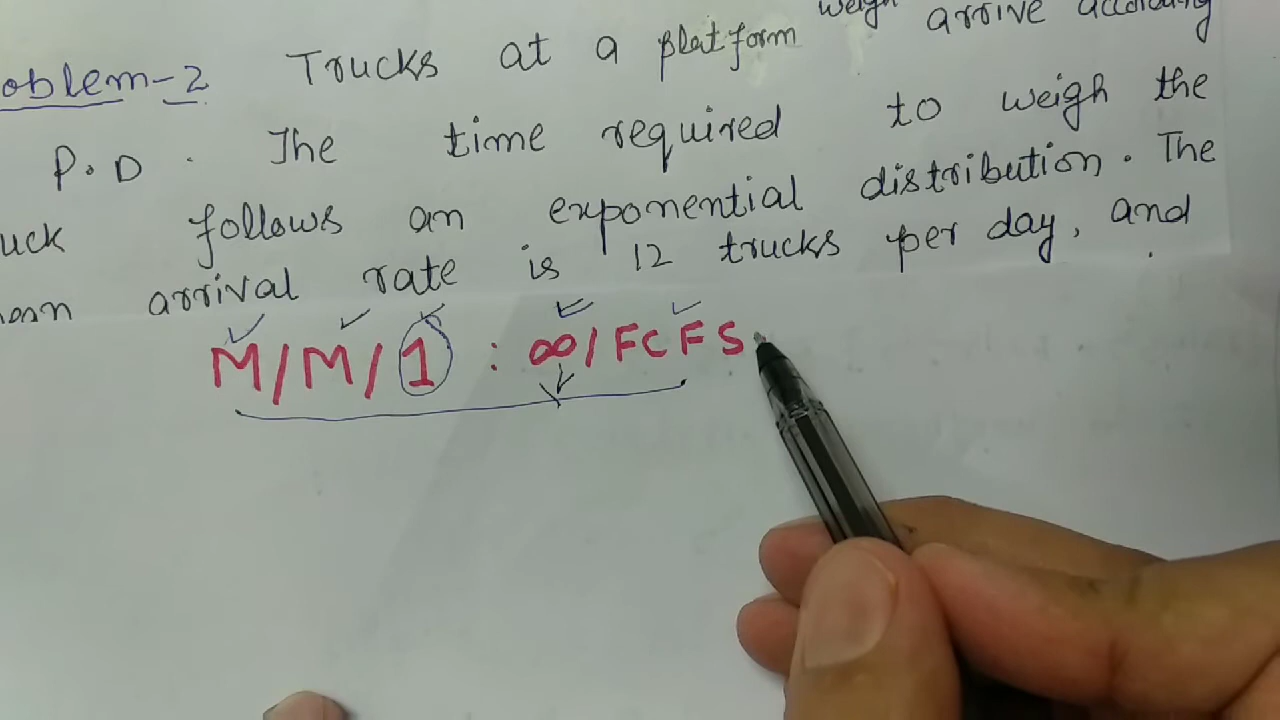 oblem-2 Trucks at a platform weigh arrive according
P.D. The time required to weigh the
uck follows an exponential distribution. The
arrival rate is 12 trucks per day, and
M/M/1 : ∞/FCFS